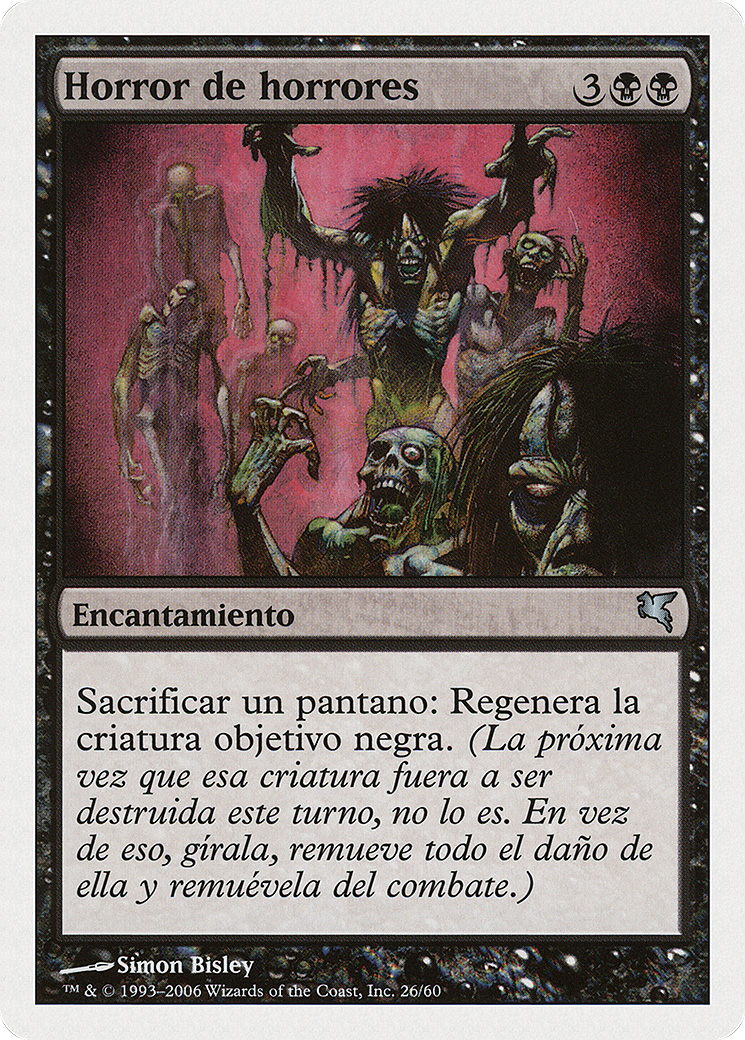 Horror de horrores 3
Encantamiento
Sacrificar un pantano: Regenera la
criatura objetivo negra. (La próxima
vez que esa criatura fuera a ser
destruida este turno, no lo es. En vez
de eso, gírala, remueve todo el daño de
ella y remuévela del combate.)
Simon Bisley
™ & © 1993–2006 Wizards of the Coast, Inc. 26/60